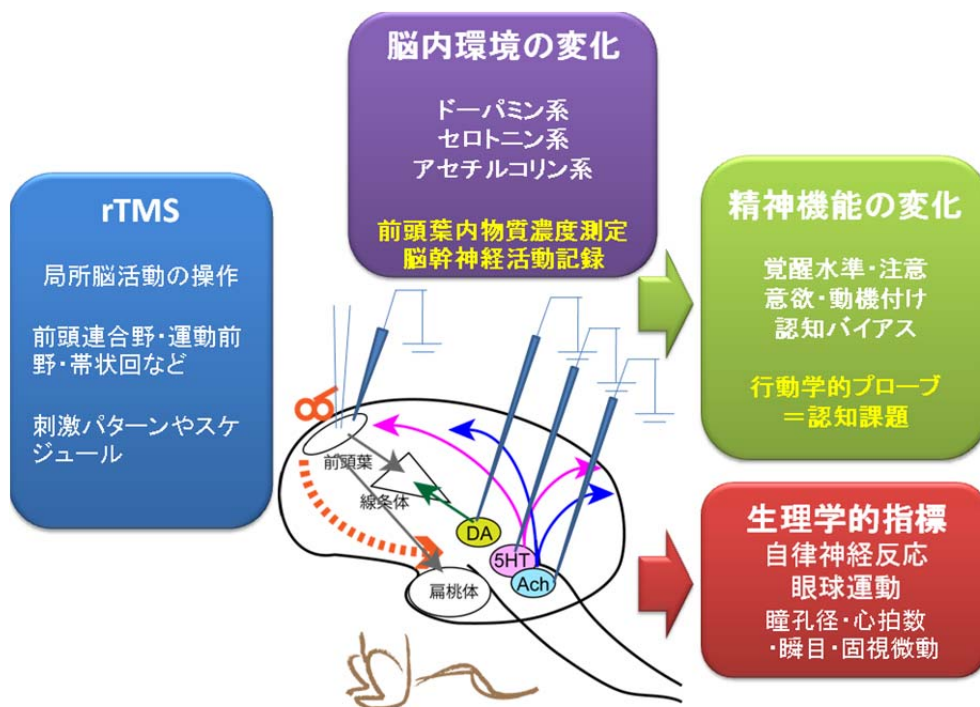 脳内環境の変化
ドーパミン系
セロトニン系
アセチルコリン系
前頭葉内物質濃度測定
脳幹神経活動記録
rTMS
局所脳活動の操作
前頭連合野・運動前
野・帯状回など
刺激パターンやスケ
ジュール
精神機能の変化
覚醒水準・注意
意欲・動機付け
認知バイアス
行動学的プローブ
＝認知課題
前頭葉
線条体
DA
5HT
Ach
扁桃体
生理学的指標
自律神経反応
眼球運動
瞳孔径・心拍数
・瞬目・固視微動